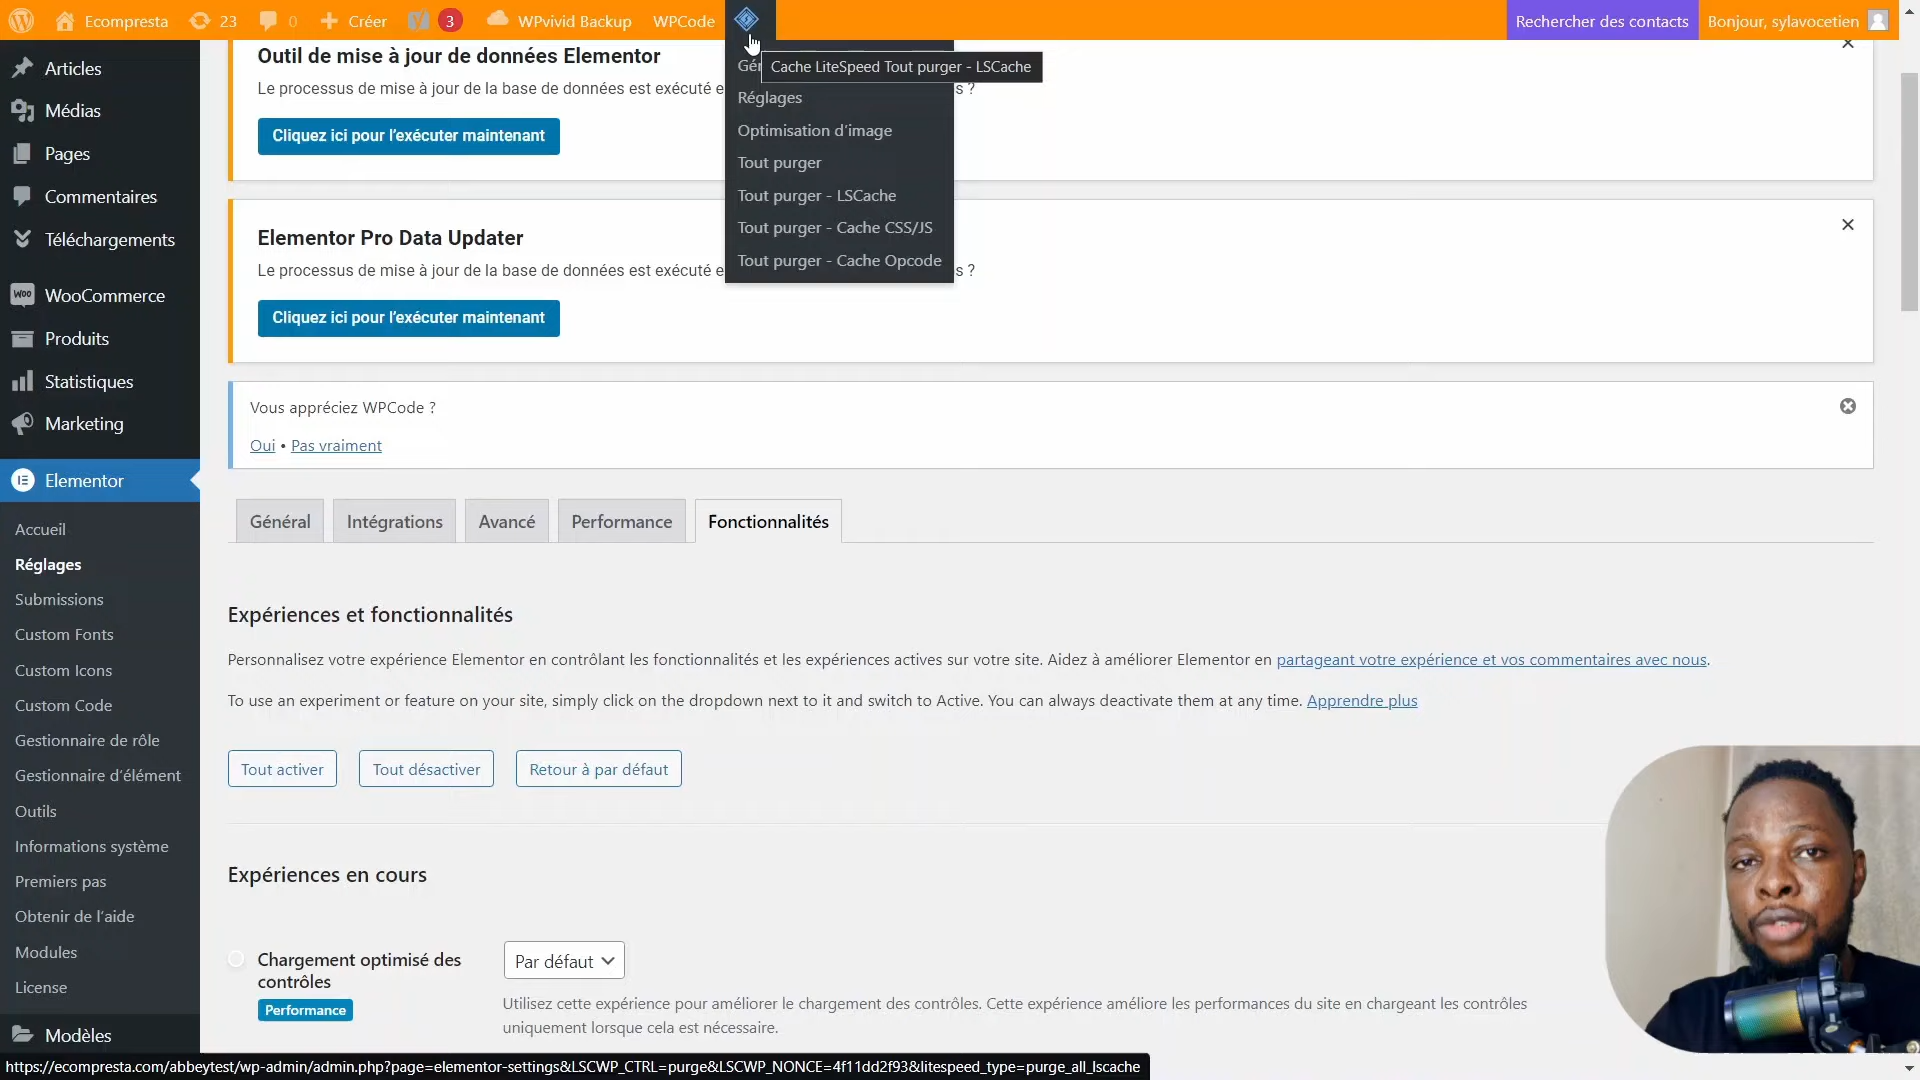 Ecompresta
23
0
Créer
3
WPvivid Backup
WPCode
Rechercher des contacts
Bonjour, sylavocetien
Articles
Médias
Pages
Commentaires
Téléchargements
WooCommerce
Produits
Statistiques
Marketing
Elementor
Accueil
Réglages
Submissions
Custom Fonts
Custom Icons
Custom Code
Gestionnaire de rôle
Gestionnaire d'élément
Outils
Informations système
Premiers pas
Obtenir de l'aide
Modules
License
Modèles
Outil de mise à jour de données Elementor
Le processus de mise à jour de la base de données est exécuté e
s ?
Cliquez ici pour l'exécuter maintenant
Cache LiteSpeed Tout purger - LSCache
Réglages
Optimisation d'image
Tout purger
Tout purger - LSCache
Tout purger - Cache CSS/JS
Tout purger - Cache Opcode
Elementor Pro Data Updater
Le processus de mise à jour de la base de données est exécuté e
s ?
Cliquez ici pour l'exécuter maintenant
Vous appréciez WPCode ?
Oui • Pas vraiment
Général
Intégrations
Avancé
Performance
Fonctionnalités
Expériences et fonctionnalités
Personnalisez votre expérience Elementor en contrôlant les fonctionnalités et les expériences actives sur votre site. Aidez à améliorer Elementor en partageant votre expérience et vos commentaires avec nous.
To use an experiment or feature on your site, simply click on the dropdown next to it and switch to Active. You can always deactivate them at any time. Apprendre plus
Tout activer
Tout désactiver
Retour à par défaut
Expériences en cours
Chargement optimisé des
contrôles
Performance
Par défaut
Utilisez cette expérience pour améliorer le chargement des contrôles. Cette expérience améliore les performances du site en chargeant les contrôles
uniquement lorsque cela est nécessaire.
https://ecompresta.com/abbeytest/wp-admin/admin.php?page=elementor-settings&LSCWP_CTRL=purge&LSCWP_NONCE=4f11dd2f93&litespeed_type=purge_all_lscache